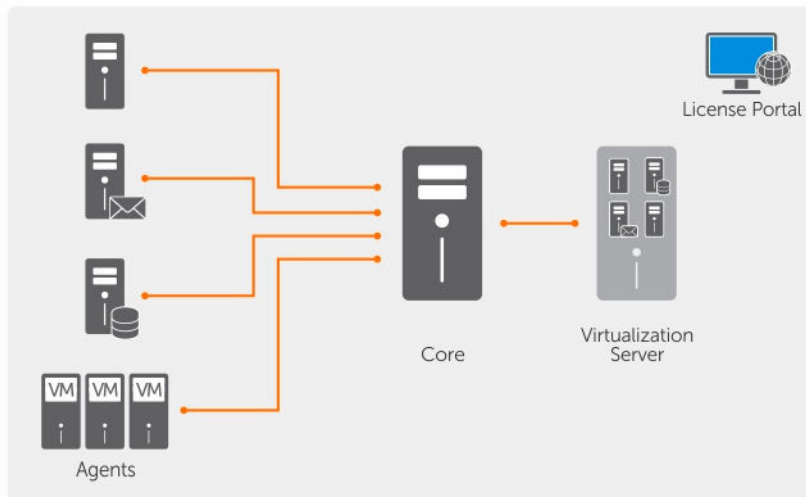 License Portal
VM VM VM
Agents
Core
Virtualization
Server